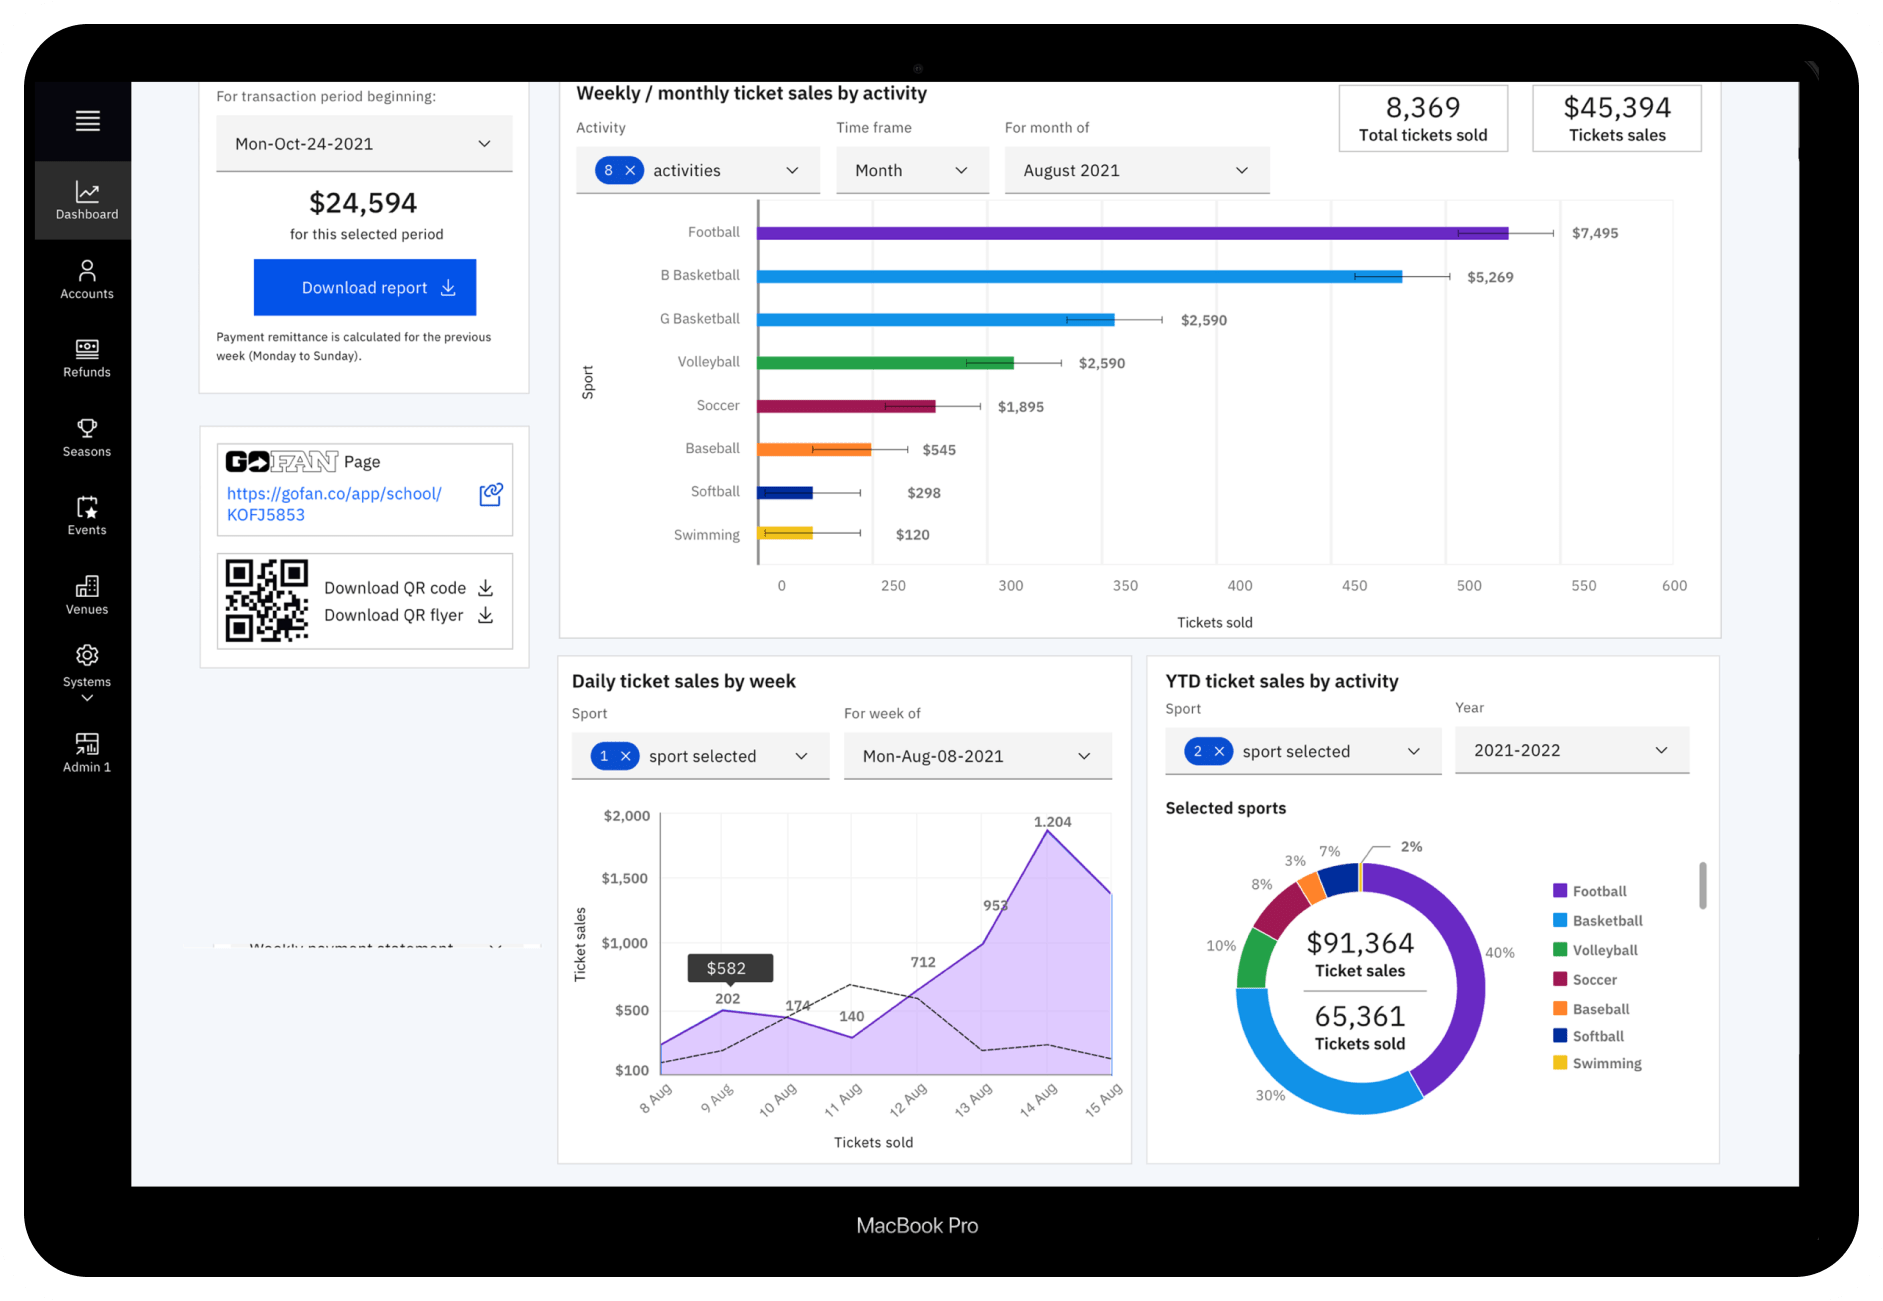 Dashboard
Accounts
Refunds
Seasons
Events
Venues
Systems
Admin 1
For transaction period beginning:
Mon-Oct-24-2021
$24,594
for this selected period
Download report
Payment remittance is calculated for the previous
week (Monday to Sunday).
GOFAN Page
https://gofan.co/app/school/
KOFJ5853
Download QR code
Download QR flyer
Weekly payment statement
Weekly / monthly ticket sales by activity
8,369
Total tickets sold
$45,394
Tickets sales
Activity
Time frame
For month of
8 × activities
Month
August 2021
Sport
Football
$7,495
B Basketball
$5,269
G Basketball
$2,590
Volleyball
$2,590
Soccer
$1,895
Baseball
$545
Softball
$298
Swimming
$120
0 250 300 350 400 450 500 550 600
Tickets sold
Daily ticket sales by week
Sport
For week of
1 × sport selected
Mon-Aug-08-2021
Ticket sales
$2,000
$1,500
$1,000
$500
$100
$582
202
174
140
712
953
1.204
8 Aug
9 Aug
10 Aug
11 Aug
12 Aug
13 Aug
14 Aug
15 Aug
Tickets sold
YTD ticket sales by activity
Sport
Year
2 × sport selected
2021-2022
Selected sports
2%
7%
3%
8%
10%
30%
40%
$91,364
Ticket sales
65,361
Tickets sold
Football
Basketball
Volleyball
Soccer
Baseball
Softball
Swimming
MacBook Pro